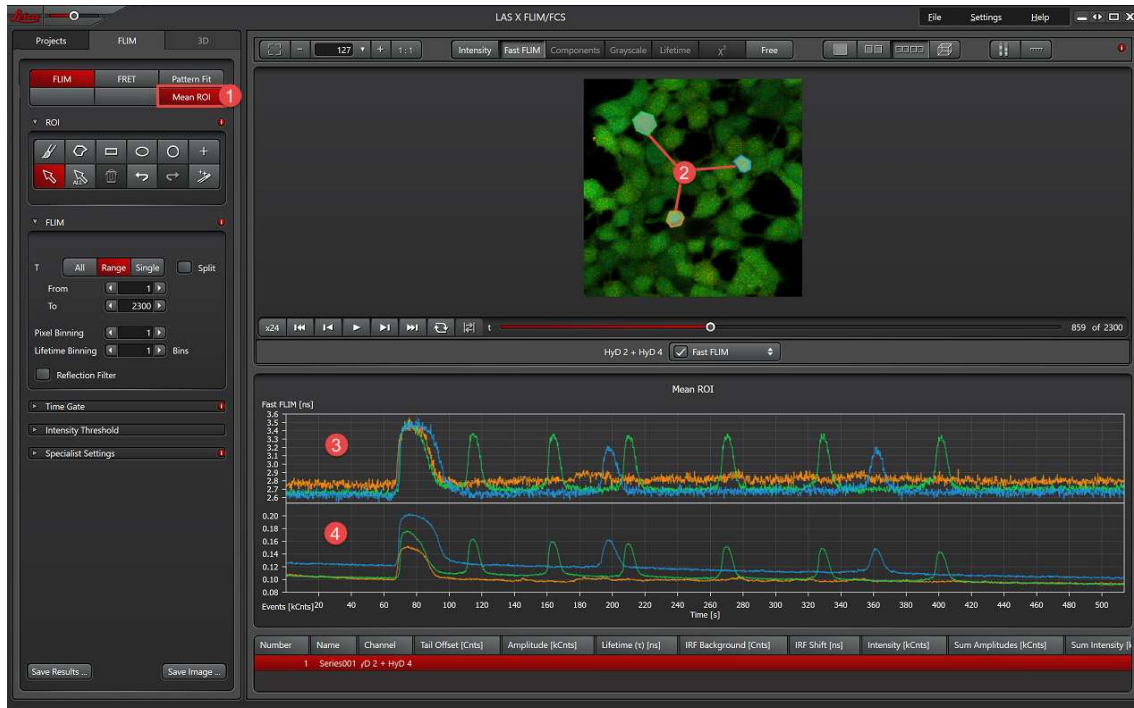 Leica
LAS X FLIM/FCS
File Settings Help
Projects FLIM 3D
127 1:1 Intensity Fast FLIM Components Grayscale Lifetime χ² Free
FLIM FRET Pattern Fit
Mean ROI 1
ROI
ALL
2
FLIM
T All Range Single Split
From 1
To 2300
Pixel Binning 1
Lifetime Binning 1 Bins
Reflection Filter
Time Gate
Intensity Threshold
Specialist Settings
x24 t 859 of 2300
HyD 2 + HyD 4 Fast FLIM
Mean ROI
Fast FLIM [ns]
3.6
3.5
3.4
3.3
3.2
3.1
3.0
2.9
2.8
2.7
2.6
3
0.20
0.18
0.16
0.14
0.12
0.10
0.08
4
Events [kCnts] 20 40 60 80 100 120 140 160 180 200 220 240 260 280 300 320 340 360 380 400 420 440 460 480 500
Time [s]
Number Name Channel Tail Offset [Cnts] Amplitude [kCnts] Lifetime (τ) [ns] IRF Background [Cnts] IRF Shift [ns] Intensity [kCnts] Sum Amplitudes [kCnts] Sum Intensity [k
1 Series001 yD 2 + HyD 4
Save Results ... Save Image ...